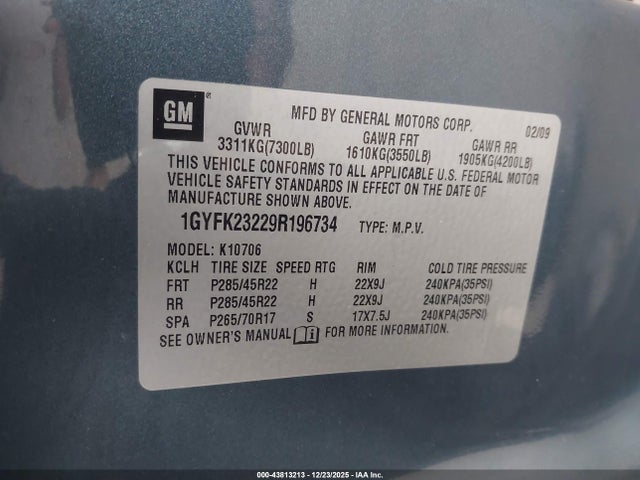 GM
MFD BY GENERAL MOTORS CORP. 02/09
GVWR GAWR FRT GAWR RR
3311KG(7300LB) 1610KG(3550LB) 1905KG(4200LB)
THIS VEHICLE CONFORMS TO ALL APPLICABLE U.S. FEDERAL MOTOR
VEHICLE SAFETY STANDARDS IN EFFECT ON THE DATE OF
MANUFACTURE SHOWN ABOVE.
1GYFK23229R196734 TYPE: M.P.V.
MODEL: K10706
KCLH TIRE SIZE SPEED RTG RIM COLD TIRE PRESSURE
FRT P285/45R22 H 22X9J 240KPA(35PSI)
RR P285/45R22 H 22X9J 240KPA(35PSI)
SPA P265/70R17 S 17X7.5J 240KPA(35PSI)
SEE OWNER'S MANUAL i FOR MORE INFORMATION.
000-43813213 - 12/23/2025 - IAA Inc.